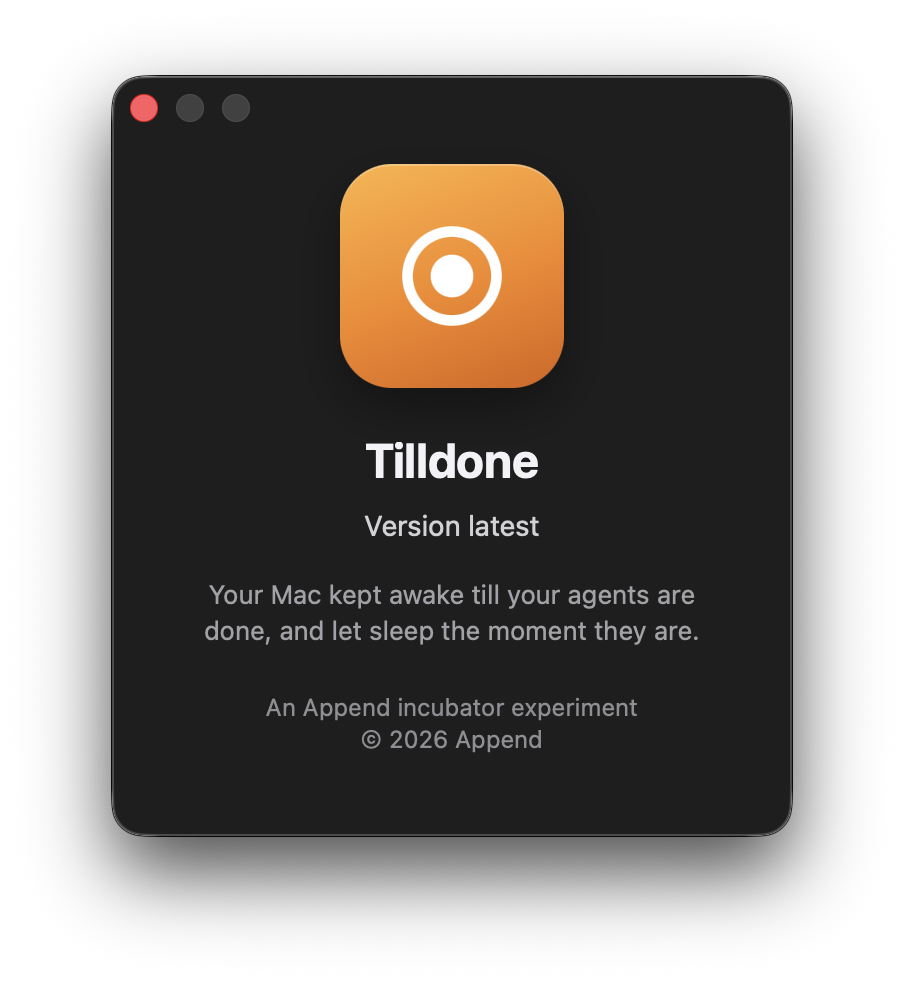 Tilldone
Version latest
Your Mac kept awake till your agents are
done, and let sleep the moment they are.
An Append incubator experiment
© 2026 Append